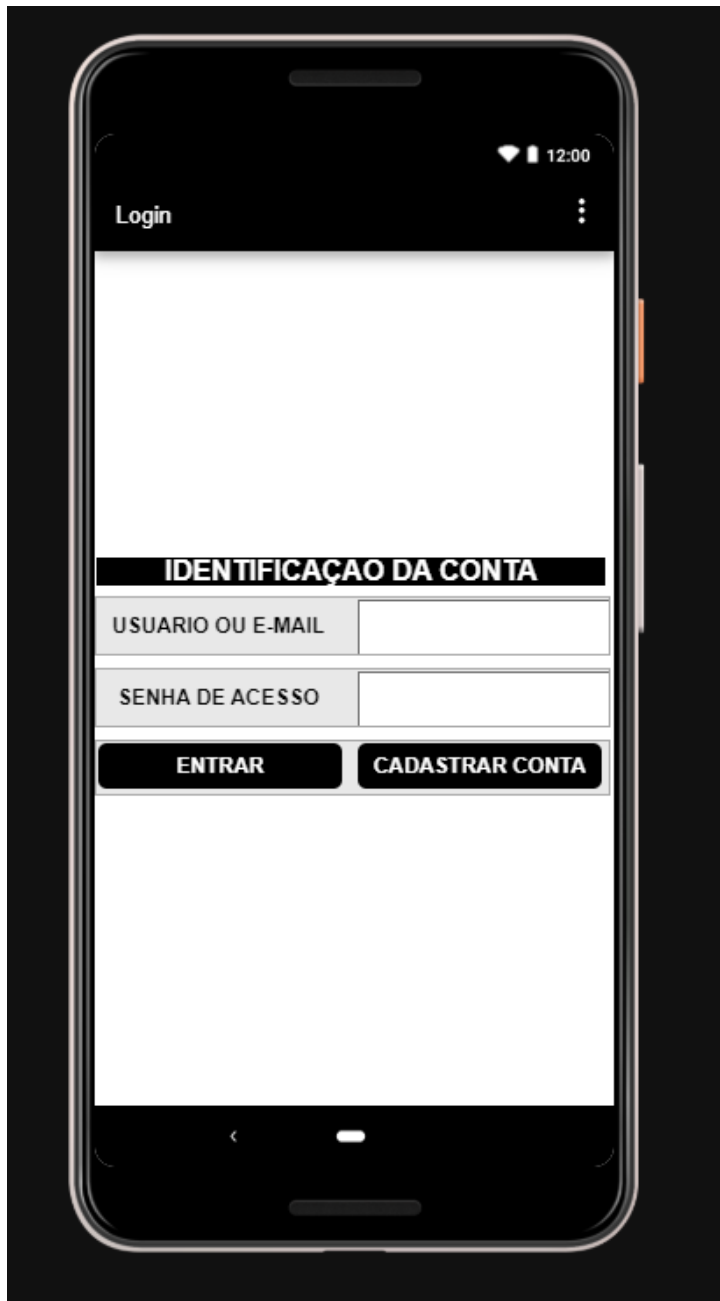 12:00
Login
IDENTIFICAÇAO DA CONTA
USUARIO OU E-MAIL
SENHA DE ACESSO
ENTRAR CADASTRAR CONTA